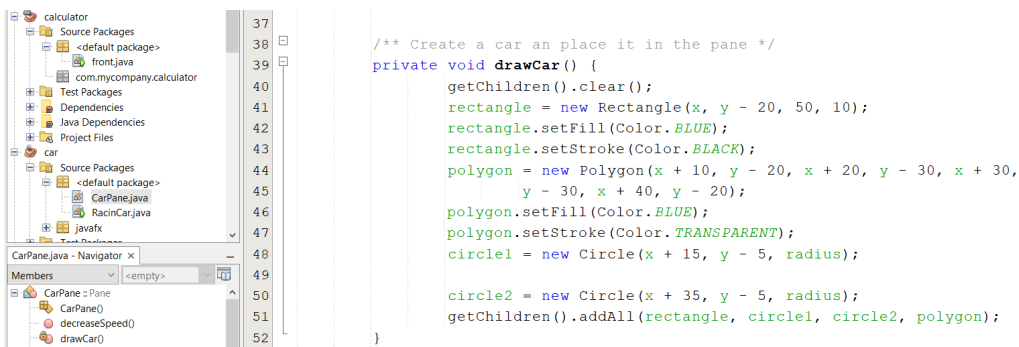 calculator
Source Packages
<default package>
front.java
com.mycompany.calculator
Test Packages
Dependencies
Java Dependencies
Project Files
car
Source Packages
<default package>
CarPane.java
RacinCar.java
javafx
Test Packages
CarPane.java - Navigator ×
Members
<empty>
CarPane :: Pane
CarPane()
decreaseSpeed()
drawCar()
37
38 /** Create a car an place it in the pane */
39 private void drawCar() {
40 getChildren().clear();
41 rectangle = new Rectangle(x, y - 20, 50, 10);
42 rectangle.setFill(Color.BLUE);
43 rectangle.setStroke(Color.BLACK);
44 polygon = new Polygon(x + 10, y - 20, x + 20, y - 30, x + 30,
45 y - 30, x + 40, y - 20);
46 polygon.setFill(Color.BLUE);
47 polygon.setStroke(Color.TRANSPARENT);
48 circle1 = new Circle(x + 15, y - 5, radius);
49
50 circle2 = new Circle(x + 35, y - 5, radius);
51 getChildren().addAll(rectangle, circle1, circle2, polygon);
52 }